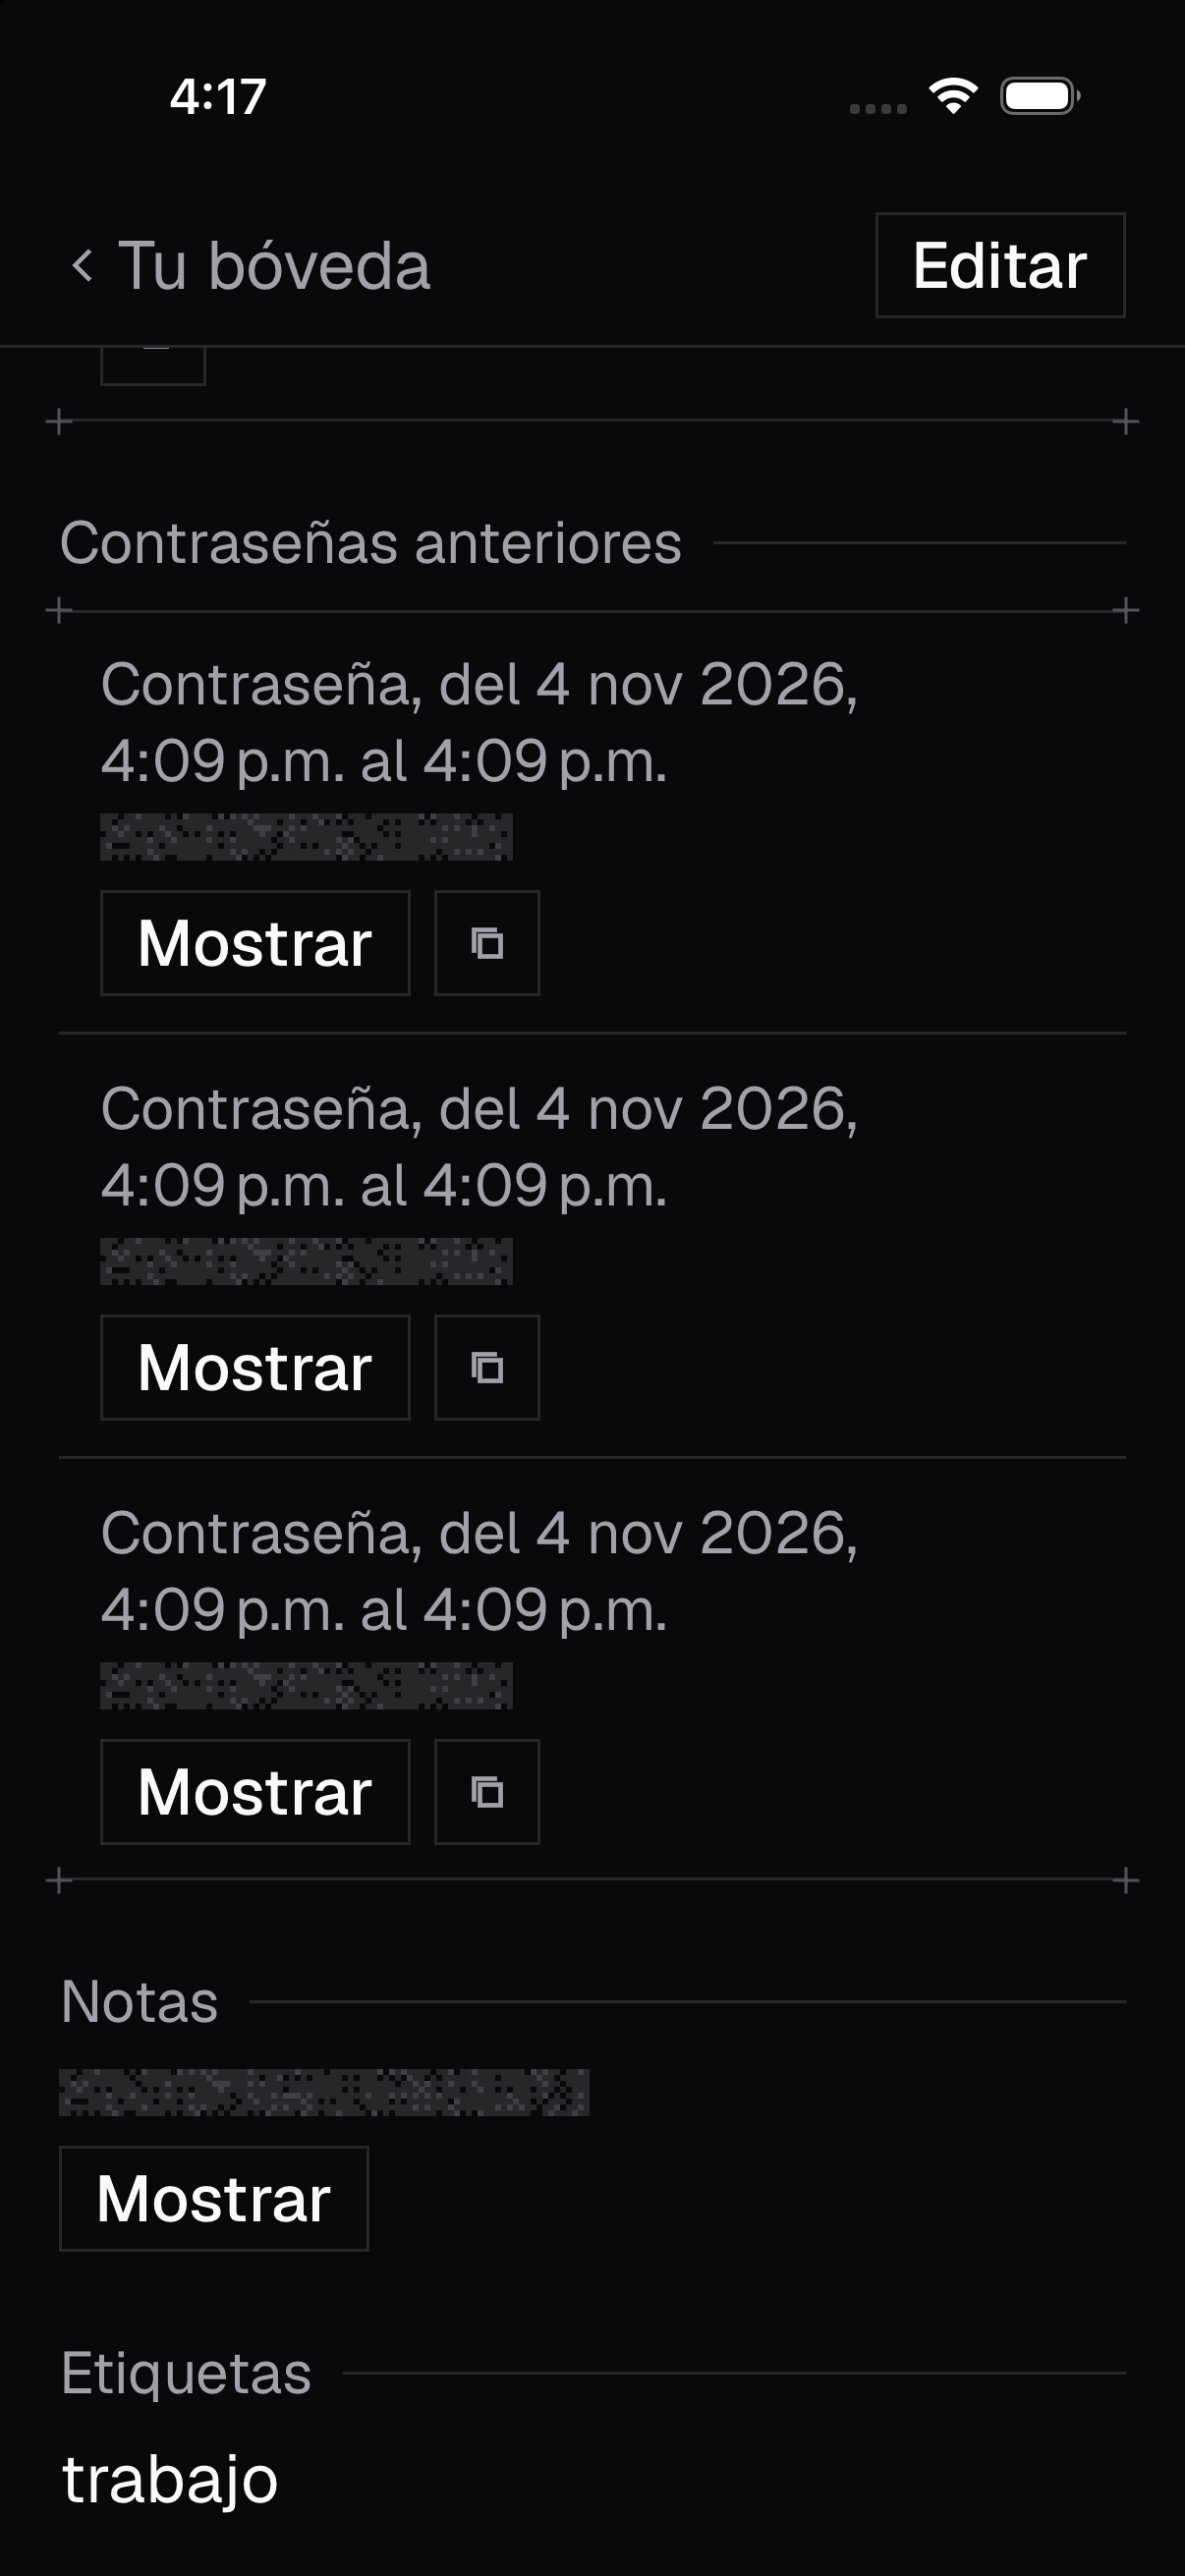 4:17
Tu bóveda
Editar
Contraseñas anteriores
Contraseña, del 4 nov 2026,
4:09 p.m. al 4:09 p.m.
Mostrar
Contraseña, del 4 nov 2026,
4:09 p.m. al 4:09 p.m.
Mostrar
Contraseña, del 4 nov 2026,
4:09 p.m. al 4:09 p.m.
Mostrar
Notas
Mostrar
Etiquetas
trabajo